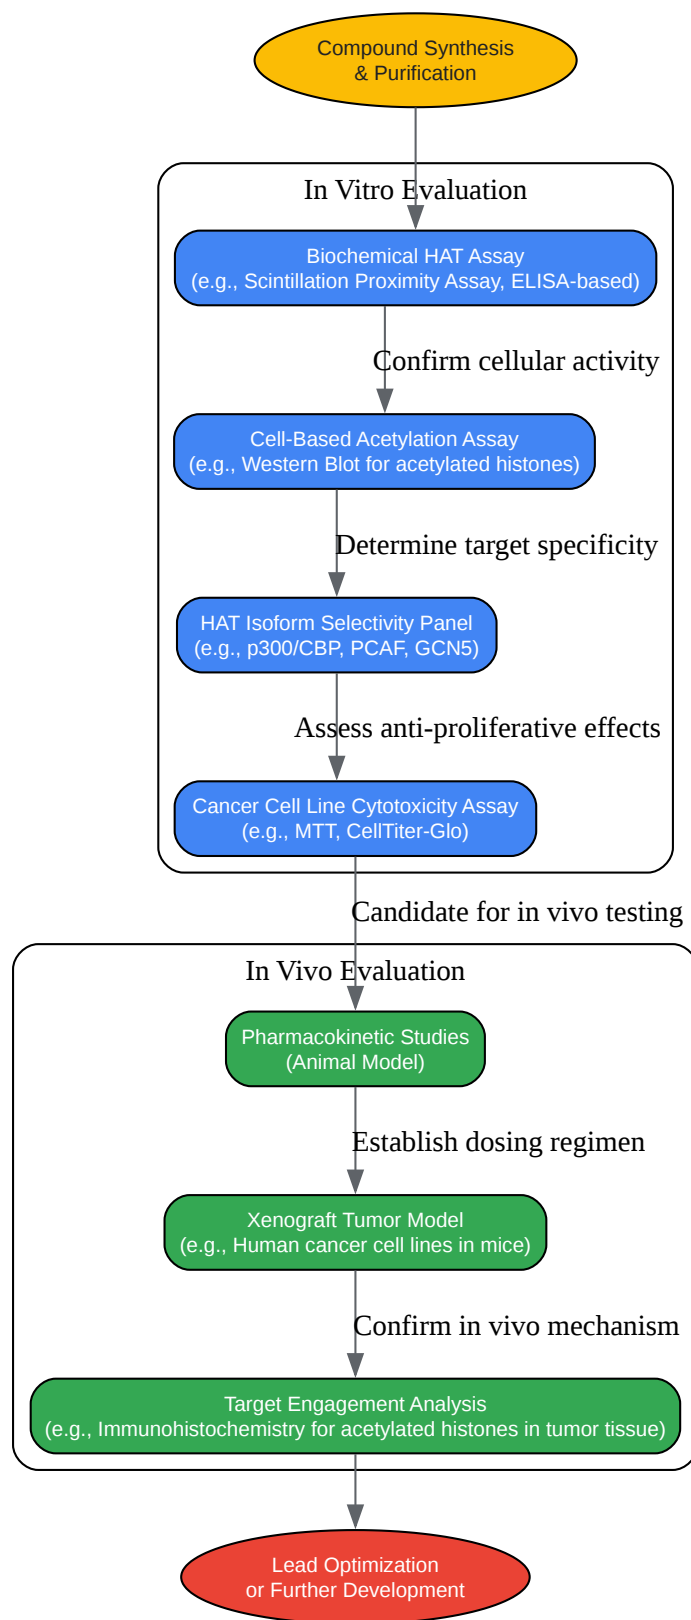 Compound Synthesis
& Purification
In Vitro Evaluation
Biochemical HAT Assay
(e.g., Scintillation Proximity Assay, ELISA-based)
Confirm cellular activity
Cell-Based Acetylation Assay
(e.g., Western Blot for acetylated histones)
Determine target specificity
HAT Isoform Selectivity Panel
(e.g., p300/CBP, PCAF, GCN5)
Assess anti-proliferative effects
Cancer Cell Line Cytotoxicity Assay
(e.g., MTT, CellTiter-Glo)
Candidate for in vivo testing
In Vivo Evaluation
Pharmacokinetic Studies
(Animal Model)
Establish dosing regimen
Xenograft Tumor Model
(e.g., Human cancer cell lines in mice)
Confirm in vivo mechanism
Target Engagement Analysis
(e.g., Immunohistochemistry for acetylated histones in tumor tissue)
Lead Optimization
or Further Development